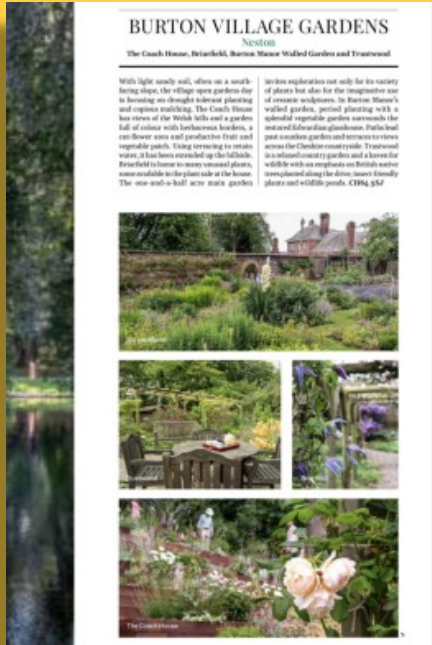 BURTON VILLAGE GARDENS
Neston
The Coach House, Briarfield, Burton Manor Walled Garden and Trustwood
With light sandy soil, often on a south-
facing slope, the village open gardens day
is focusing on drought-tolerant planting
and copious mulching. The Coach House
has views of the Welsh hills and a garden
full of colour with herbaceous borders, a
cut-flower area and productive fruit and
vegetable patch. Using terracing to retain
water, it has been extended up the hillside.
Briarfield is home to many unusual plants,
some available in the plant sale at the house.
The one-and-a-half acre main garden
invites exploration not only for its variety
of plants but also for the imaginative use
of ceramic sculptures. In Burton Manor's
walled garden, period planting with a
splendid vegetable garden surrounds the
restored Edwardian glasshouse. Paths lead
past a sunken garden and terraces to views
across the Cheshire countryside. Trustwood
is a relaxed country garden and a haven for
wildlife with an emphasis on British native
trees planted along the drive, insect-friendly
plants and wildlife ponds. CH64 5SJ
The Coach House